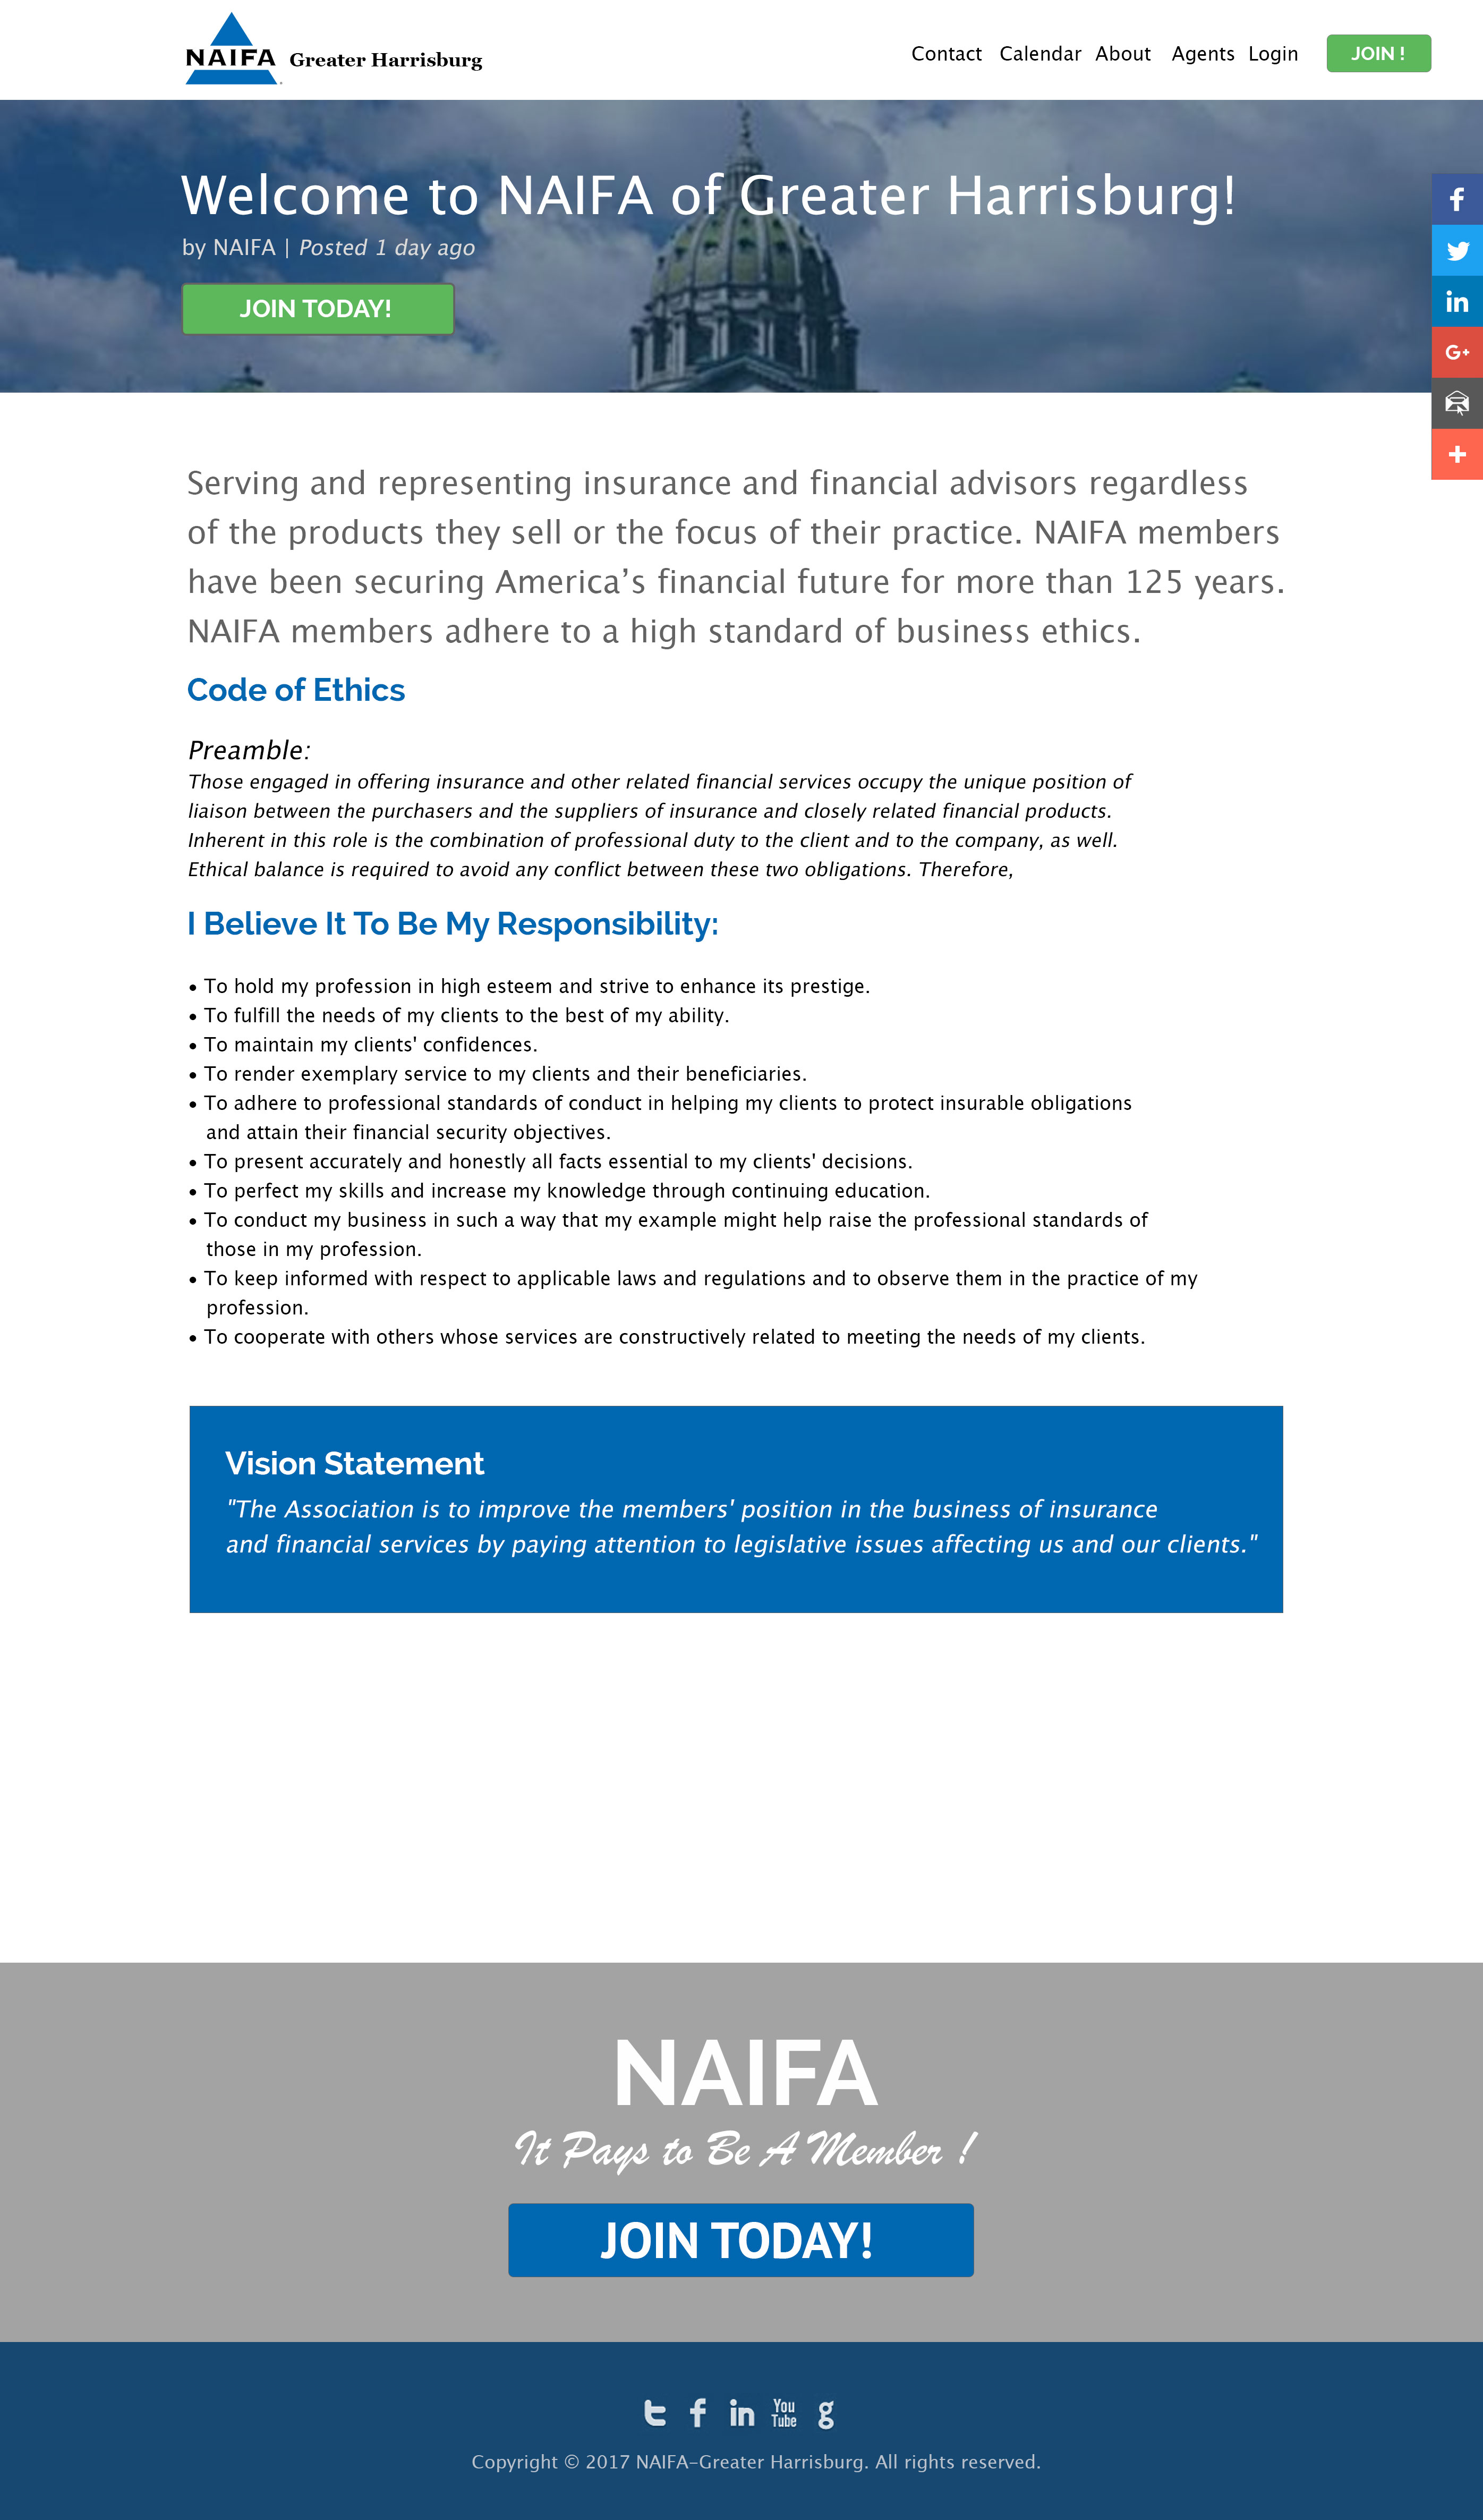 NAIFA Greater Harrisburg
Contact Calendar About Agents Login JOIN !
Welcome to NAIFA of Greater Harrisburg!
by NAIFA | Posted 1 day ago
JOIN TODAY!
f
in
G+
+
Serving and representing insurance and financial advisors regardless
of the products they sell or the focus of their practice. NAIFA members
have been securing America’s financial future for more than 125 years.
NAIFA members adhere to a high standard of business ethics.
Code of Ethics
Preamble:
Those engaged in offering insurance and other related financial services occupy the unique position of
liaison between the purchasers and the suppliers of insurance and closely related financial products.
Inherent in this role is the combination of professional duty to the client and to the company, as well.
Ethical balance is required to avoid any conflict between these two obligations. Therefore,
I Believe It To Be My Responsibility:
• To hold my profession in high esteem and strive to enhance its prestige.
• To fulfill the needs of my clients to the best of my ability.
• To maintain my clients' confidences.
• To render exemplary service to my clients and their beneficiaries.
• To adhere to professional standards of conduct in helping my clients to protect insurable obligations
and attain their financial security objectives.
• To present accurately and honestly all facts essential to my clients' decisions.
• To perfect my skills and increase my knowledge through continuing education.
• To conduct my business in such a way that my example might help raise the professional standards of
those in my profession.
• To keep informed with respect to applicable laws and regulations and to observe them in the practice of my
profession.
• To cooperate with others whose services are constructively related to meeting the needs of my clients.
Vision Statement
"The Association is to improve the members' position in the business of insurance
and financial services by paying attention to legislative issues affecting us and our clients."
NAIFA
It Pays to Be A Member !
JOIN TODAY!
t f in You Tube g
Copyright © 2017 NAIFA-Greater Harrisburg. All rights reserved.